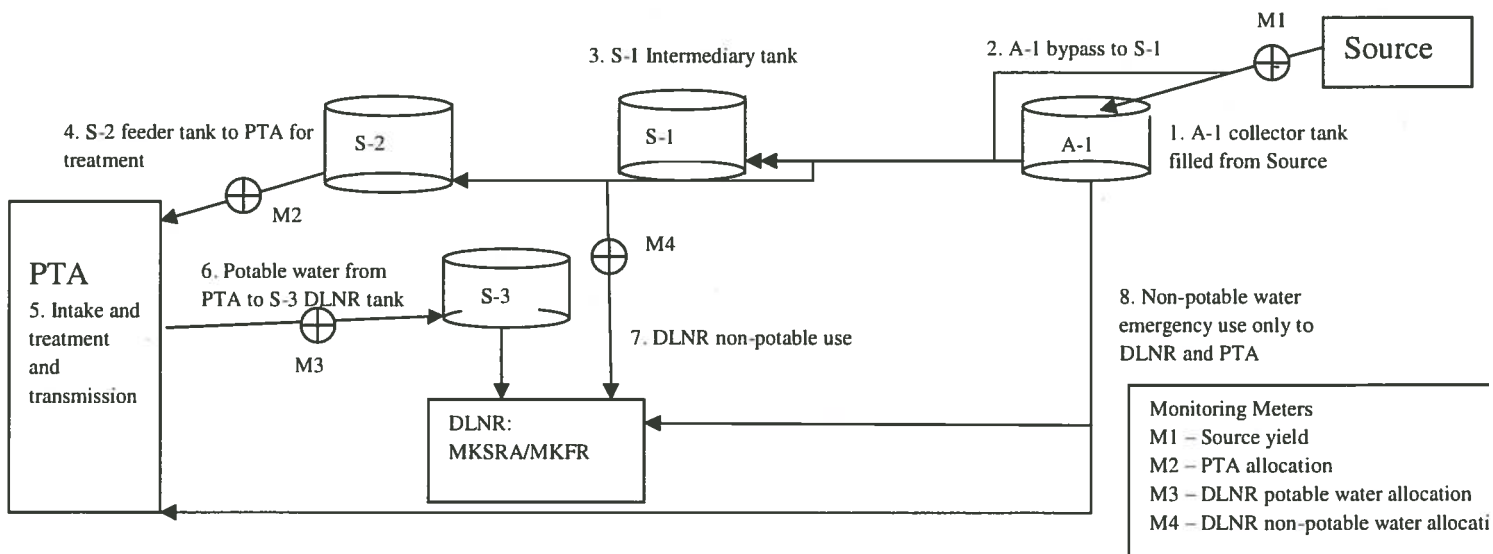 M1
Source
2. A-1 bypass to S-1
3. S-1 Intermediary tank
4. S-2 feeder tank to PTA for
treatment
S-2
S-1
A-1
1. A-1 collector tank
filled from Source
M2
M4
PTA
5. Intake and
treatment
and
transmission
6. Potable water from
PTA to S-3 DLNR tank
S-3
M3
7. DLNR non-potable use
8. Non-potable water
emergency use only to
DLNR and PTA
DLNR:
MKSRA/MKFR
Monitoring Meters
M1 – Source yield
M2 – PTA allocation
M3 – DLNR potable water allocation
M4 – DLNR non-potable water allocati